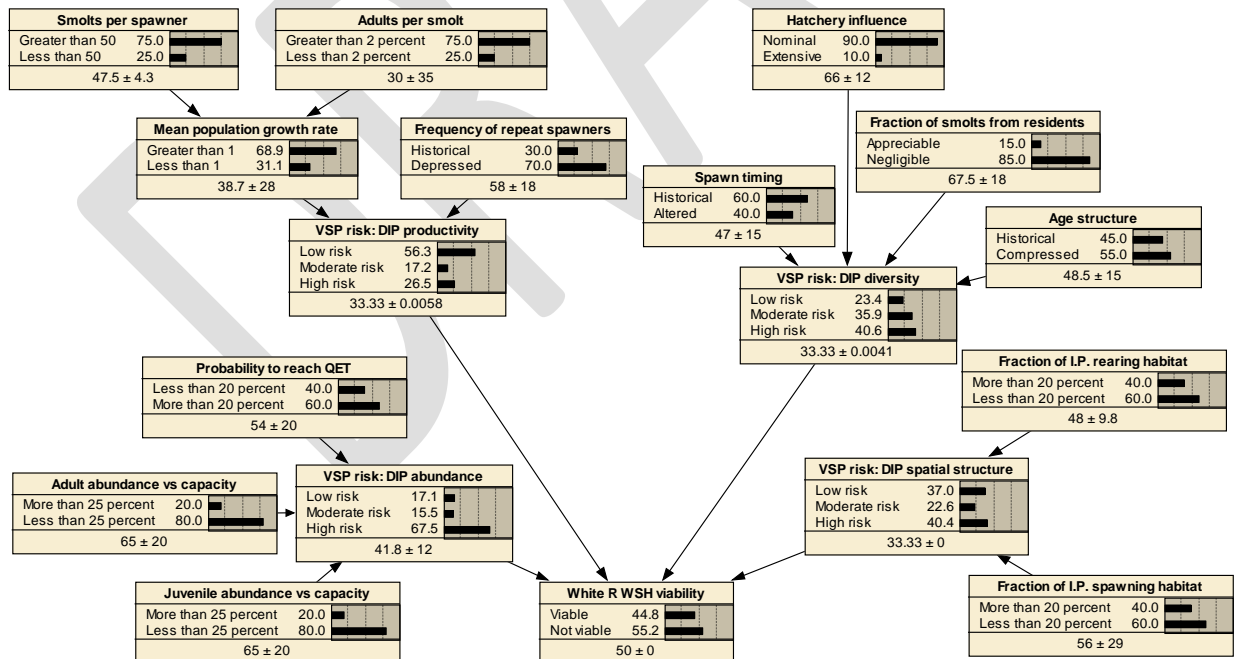 Smolts per spawner
Greater than 50 75.0
Less than 50 25.0
47.5 ± 4.3
Adults per smolt
Greater than 2 percent 75.0
Less than 2 percent 25.0
30 ± 35
Hatchery influence
Nominal 90.0
Extensive 10.0
66 ± 12
Mean population growth rate
Greater than 1 68.9
Less than 1 31.1
38.7 ± 28
Frequency of repeat spawners
Historical 30.0
Depressed 70.0
58 ± 18
Fraction of smolts from residents
Appreciable 15.0
Negligible 85.0
67.5 ± 18
Spawn timing
Historical 60.0
Altered 40.0
47 ± 15
Age structure
Historical 45.0
Compressed 55.0
48.5 ± 15
VSP risk: DIP productivity
Low risk 56.3
Moderate risk 17.2
High risk 26.5
33.33 ± 0.0058
VSP risk: DIP diversity
Low risk 23.4
Moderate risk 35.9
High risk 40.6
33.33 ± 0.0041
Probability to reach QET
Less than 20 percent 40.0
More than 20 percent 60.0
54 ± 20
Fraction of I.P. rearing habitat
More than 20 percent 40.0
Less than 20 percent 60.0
48 ± 9.8
Adult abundance vs capacity
More than 25 percent 20.0
Less than 25 percent 80.0
65 ± 20
VSP risk: DIP abundance
Low risk 17.1
Moderate risk 15.5
High risk 67.5
41.8 ± 12
VSP risk: DIP spatial structure
Low risk 37.0
Moderate risk 22.6
High risk 40.4
33.33 ± 0
Juvenile abundance vs capacity
More than 25 percent 20.0
Less than 25 percent 80.0
65 ± 20
White R WSH viability
Viable 44.8
Not viable 55.2
50 ± 0
Fraction of I.P. spawning habitat
More than 20 percent 40.0
Less than 20 percent 60.0
56 ± 29